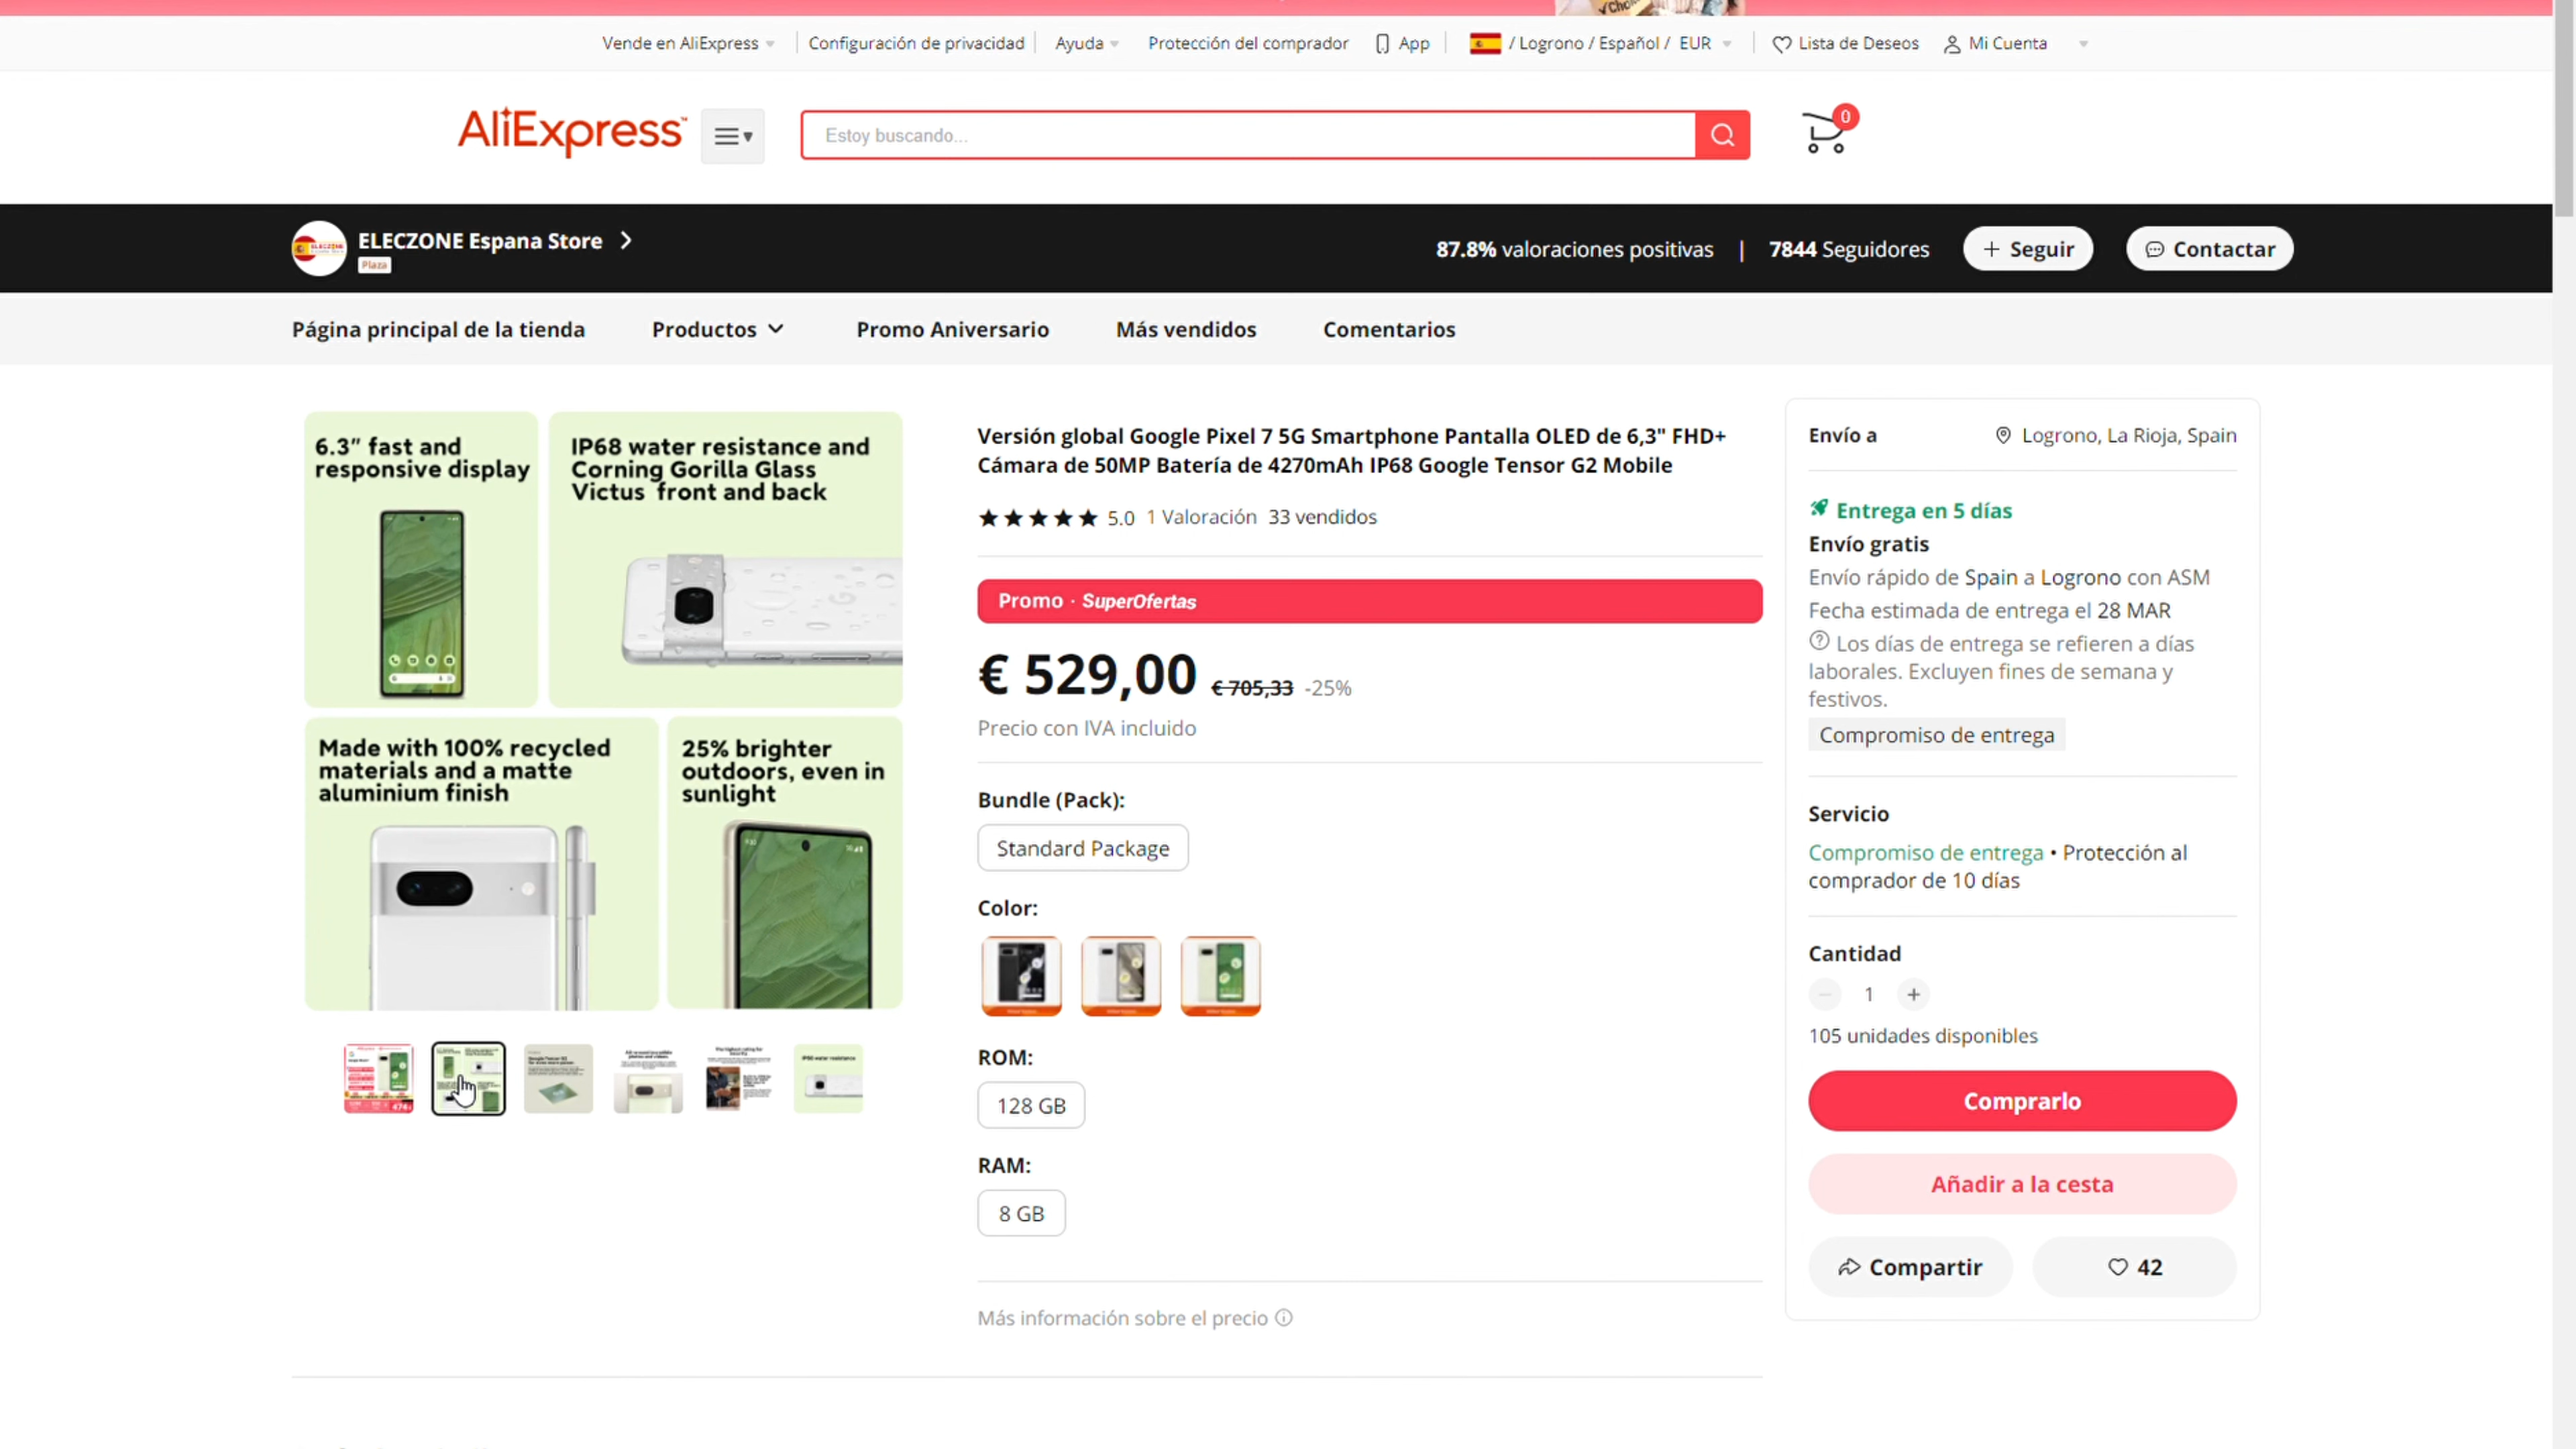 Vende en AliExpress
Configuración de privacidad
Ayuda
Protección del comprador
App
/ Logrono / Español / EUR
Lista de Deseos
Mi Cuenta
AliExpress
Estoy buscando...
0
ELECZONE Espana Store
Plaza
87.8% valoraciones positivas | 7844 Seguidores
+ Seguir
Contactar
Página principal de la tienda
Productos
Promo Aniversario
Más vendidos
Comentarios
6.3" fast and
responsive display
IP68 water resistance and
Corning Gorilla Glass
Victus front and back
Made with 100% recycled
materials and a matte
aluminium finish
25% brighter
outdoors, even in
sunlight
Versión global Google Pixel 7 5G Smartphone Pantalla OLED de 6,3" FHD+
Cámara de 50MP Batería de 4270mAh IP68 Google Tensor G2 Mobile
5.0 1 Valoración 33 vendidos
Promo · SuperOfertas
€ 529,00 € 705,33 -25%
Precio con IVA incluido
Bundle (Pack):
Standard Package
Color:
ROM:
128 GB
RAM:
8 GB
Más información sobre el precio
Envío a
Logrono, La Rioja, Spain
Entrega en 5 días
Envío gratis
Envío rápido de Spain a Logrono con ASM
Fecha estimada de entrega el 28 MAR
Los días de entrega se refieren a días
laborales. Excluyen fines de semana y
festivos.
Compromiso de entrega
Servicio
Compromiso de entrega • Protección al
comprador de 10 días
Cantidad
1
105 unidades disponibles
Comprarlo
Añadir a la cesta
Compartir
42